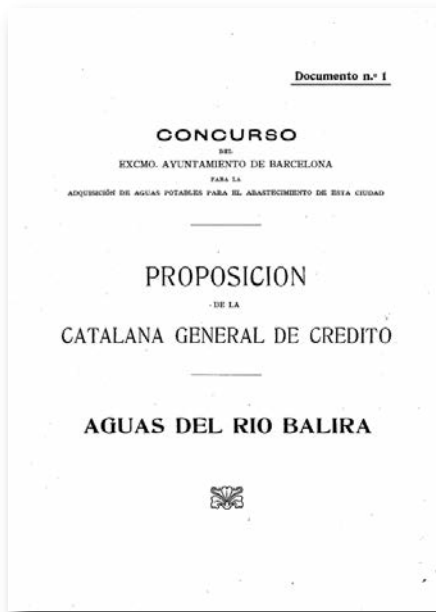 Documento n.º 1
CONCURSO
DEL
EXCMO. AYUNTAMIENTO DE BARCELONA
PARA LA
ADQUISICIÓN DE AGUAS POTABLES PARA EL ABASTECIMIENTO DE ESTA CIUDAD
PROPOSICION
DE LA
CATALANA GENERAL DE CREDITO
AGUAS DEL RIO BALIRA